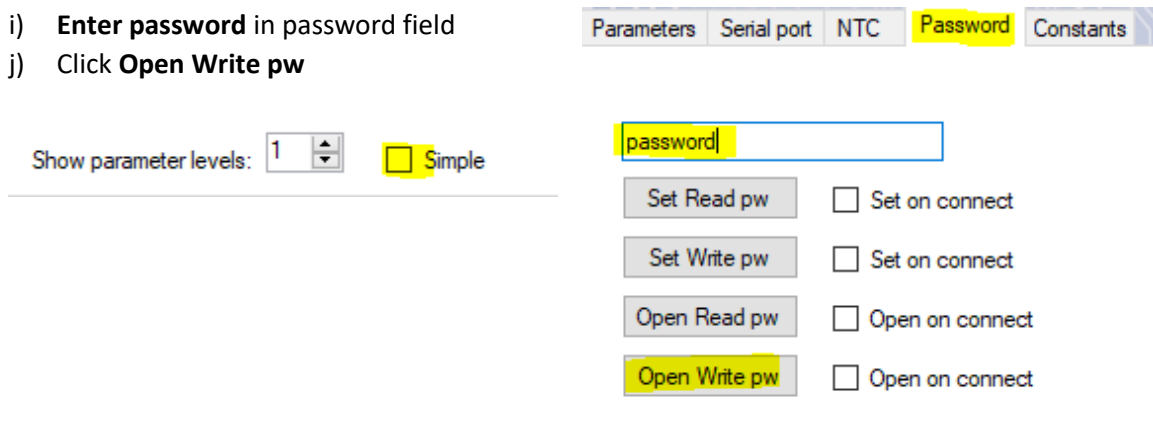 i) Enter password in password field
j) Click Open Write pw
Parameters Serial port NTC Password Constants
Show parameter levels: 1 Simple
password
Set Read pw Set on connect
Set Write pw Set on connect
Open Read pw Open on connect
Open Write pw Open on connect